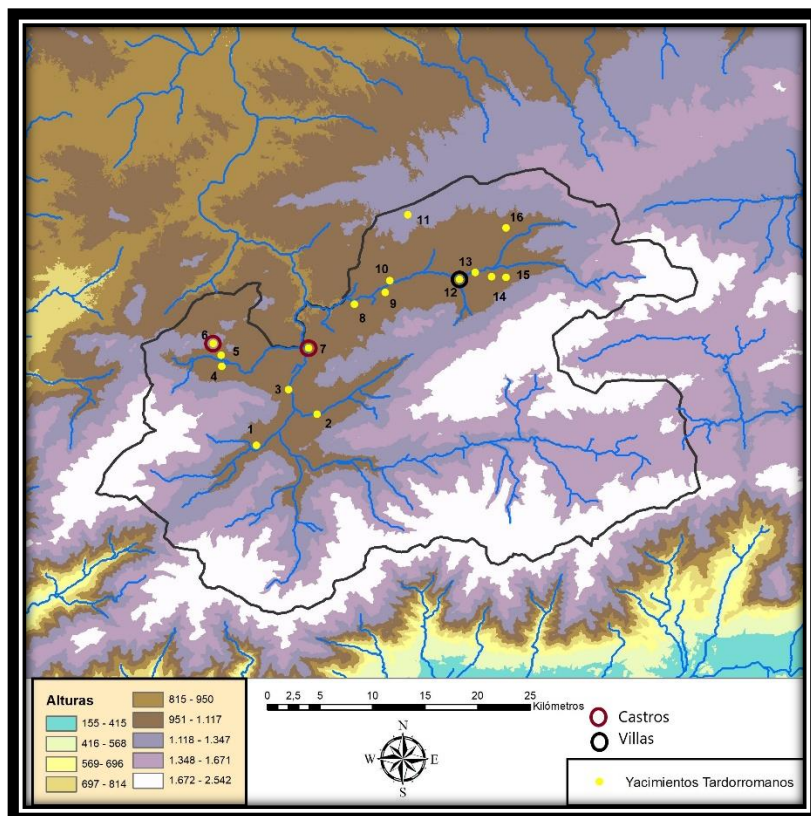 11
16
13
10
12
14
15
9
8
6
5
7
4
3
2
1
Alturas
155 - 415
416 - 568
569- 696
697 - 814
815 - 950
951 - 1.117
1.118 - 1.347
1.348 - 1.671
1.672 - 2.542
0 2,5 5 10 15 20 25
Kilómetros
N
W E
S
Castros
Villas
Yacimientos Tardorromanos